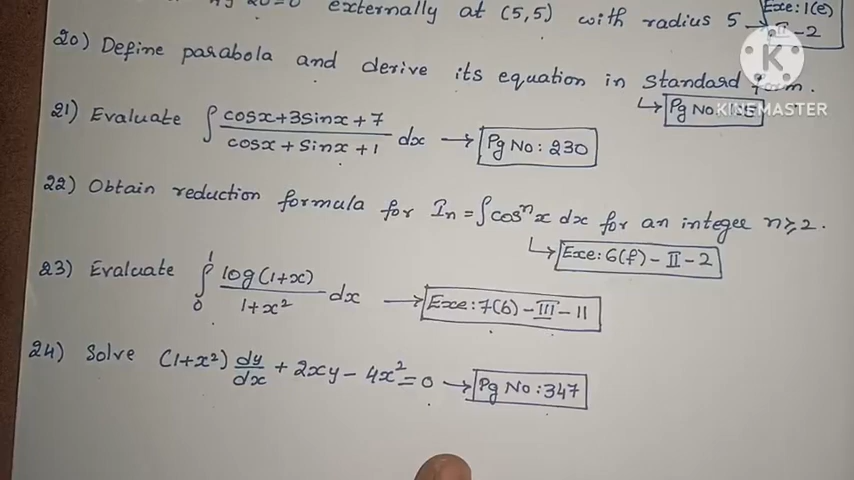 externally at (5,5) with radius 5 → Exe: 1(e)
II-2
20) Define parabola and derive its equation in standard form.
↳ Pg No:
KINEMASTER
21) Evaluate ∫ (cosx+3sinx+7)/(cosx+sinx+1) dx → Pg No: 230
22) Obtain reduction formula for In = ∫cosⁿx dx for an integer n≥2.
↳ Exe: 6(f)-II-2
23) Evaluate ∫₀¹ log(1+x)/(1+x²) dx → Exe: 7(b)-III-11
24) Solve (1+x²) dy/dx + 2xy - 4x² = 0 → Pg No: 347